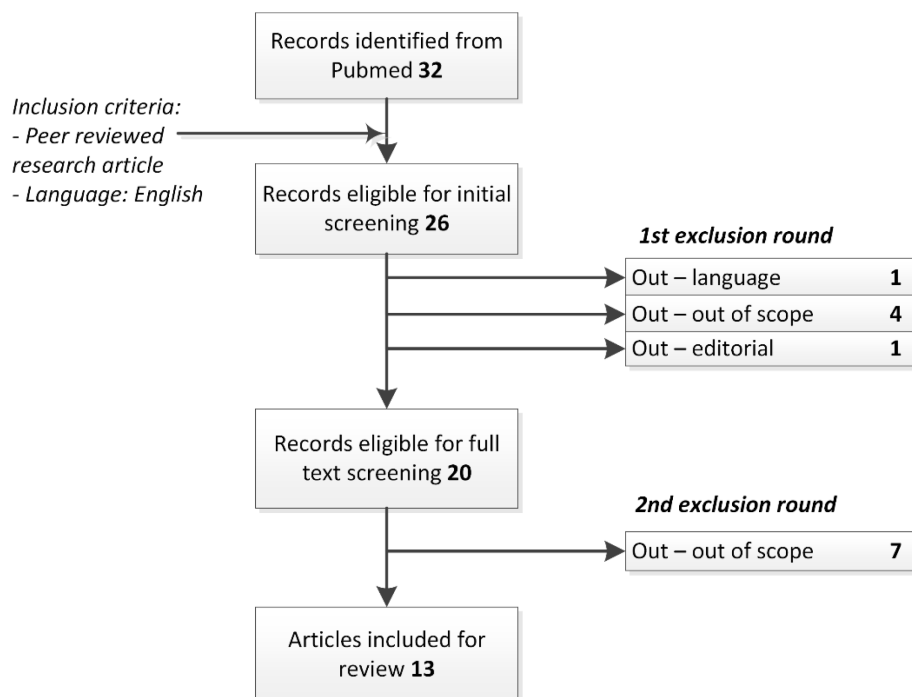 Records identified from
Pubmed 32
Inclusion criteria:
- Peer reviewed
research article
- Language: English
Records eligible for initial
screening 26
1st exclusion round
Out – language 1
Out – out of scope 4
Out – editorial 1
Records eligible for full
text screening 20
2nd exclusion round
Out – out of scope 7
Articles included for
review 13